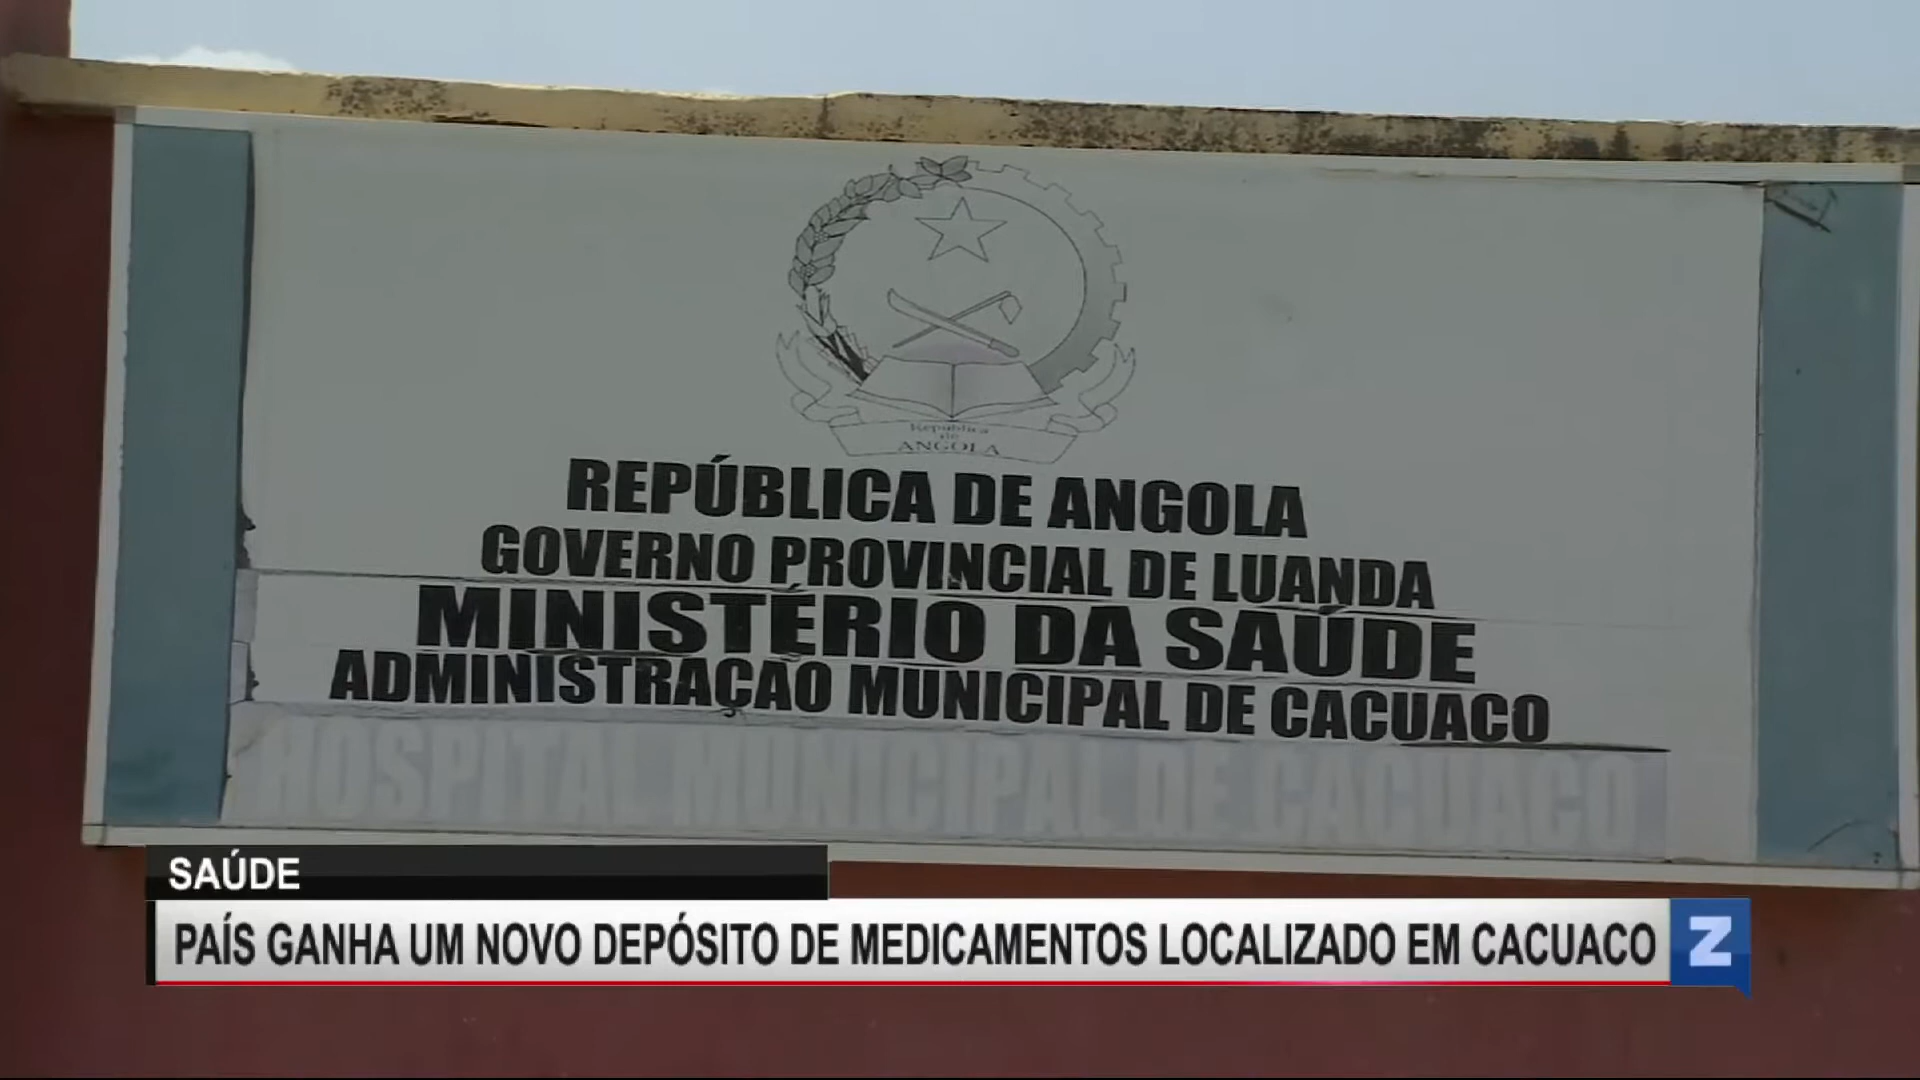 República
de
ANGOLA
REPÚBLICA DE ANGOLA
GOVERNO PROVINCIAL DE LUANDA
MINISTÉRIO DA SAÚDE
ADMINISTRAÇÃO MUNICIPAL DE CACUACO
HOSPITAL MUNICIPAL DE CACUACO
SAÚDE
PAÍS GANHA UM NOVO DEPÓSITO DE MEDICAMENTOS LOCALIZADO EM CACUACO
Z